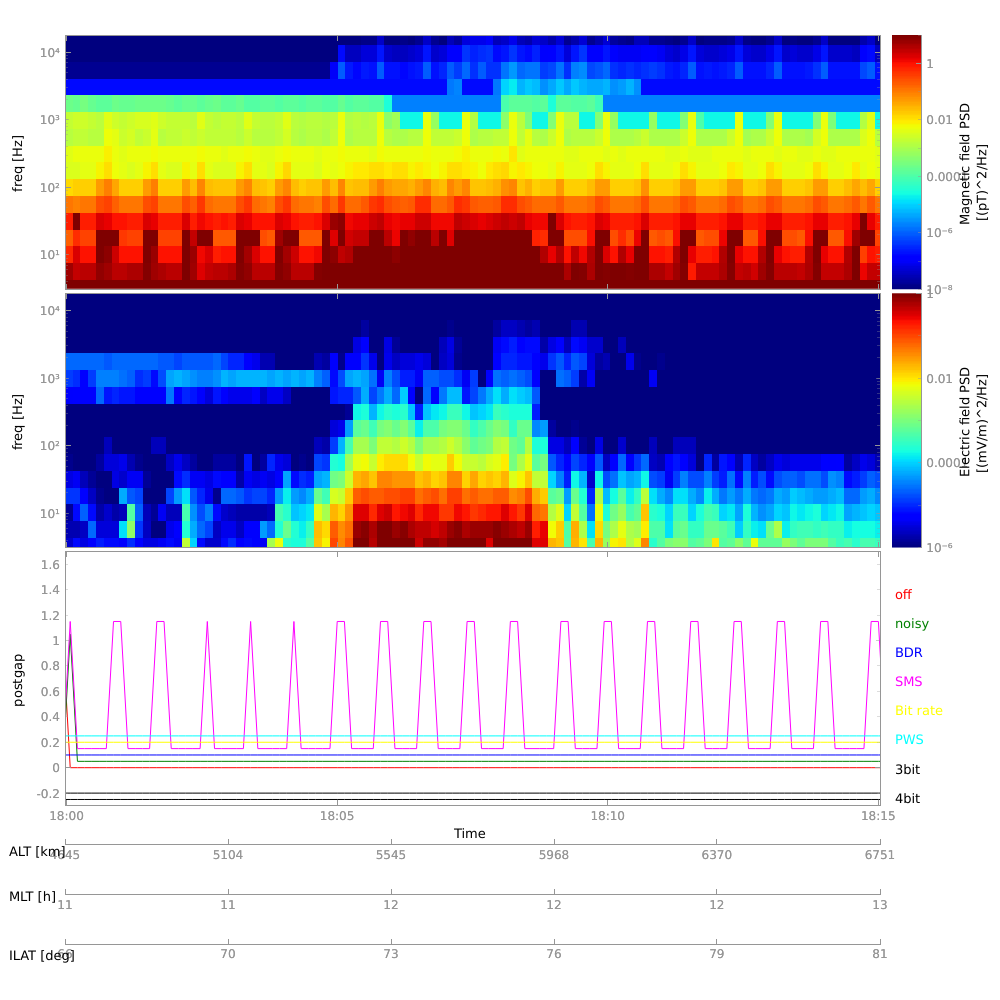 10⁴
10³
10²
10¹
freq [Hz]
1
0.01
10⁻⁶
10⁻⁸
Magnetic field PSD
[(pT)^2/Hz]
10⁴
10³
10²
10¹
freq [Hz]
1
0.01
10⁻⁶
Electric field PSD
[(mV/m)^2/Hz]
1.6
1.4
1.2
1
0.8
0.6
0.4
0.2
0
-0.2
postgap
off
noisy
BDR
SMS
Bit rate
PWS
3bit
4bit
18:00 18:05 18:10 18:15
Time
ALT [km]
5104 5545 5968 6370 6751
MLT [h]
11 11 12 12 12 13
ILAT [deg]
70 73 76 79 81